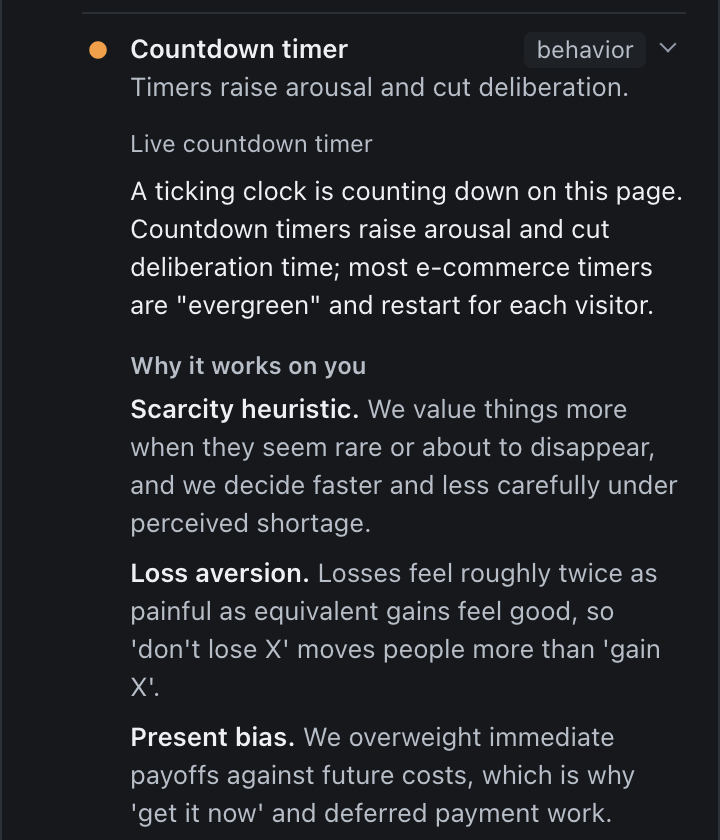 Countdown timer behavior
Timers raise arousal and cut deliberation.
Live countdown timer
A ticking clock is counting down on this page.
Countdown timers raise arousal and cut
deliberation time; most e-commerce timers
are "evergreen" and restart for each visitor.
Why it works on you
Scarcity heuristic. We value things more
when they seem rare or about to disappear,
and we decide faster and less carefully under
perceived shortage.
Loss aversion. Losses feel roughly twice as
painful as equivalent gains feel good, so
'don't lose X' moves people more than 'gain
X'.
Present bias. We overweight immediate
payoffs against future costs, which is why
'get it now' and deferred payment work.